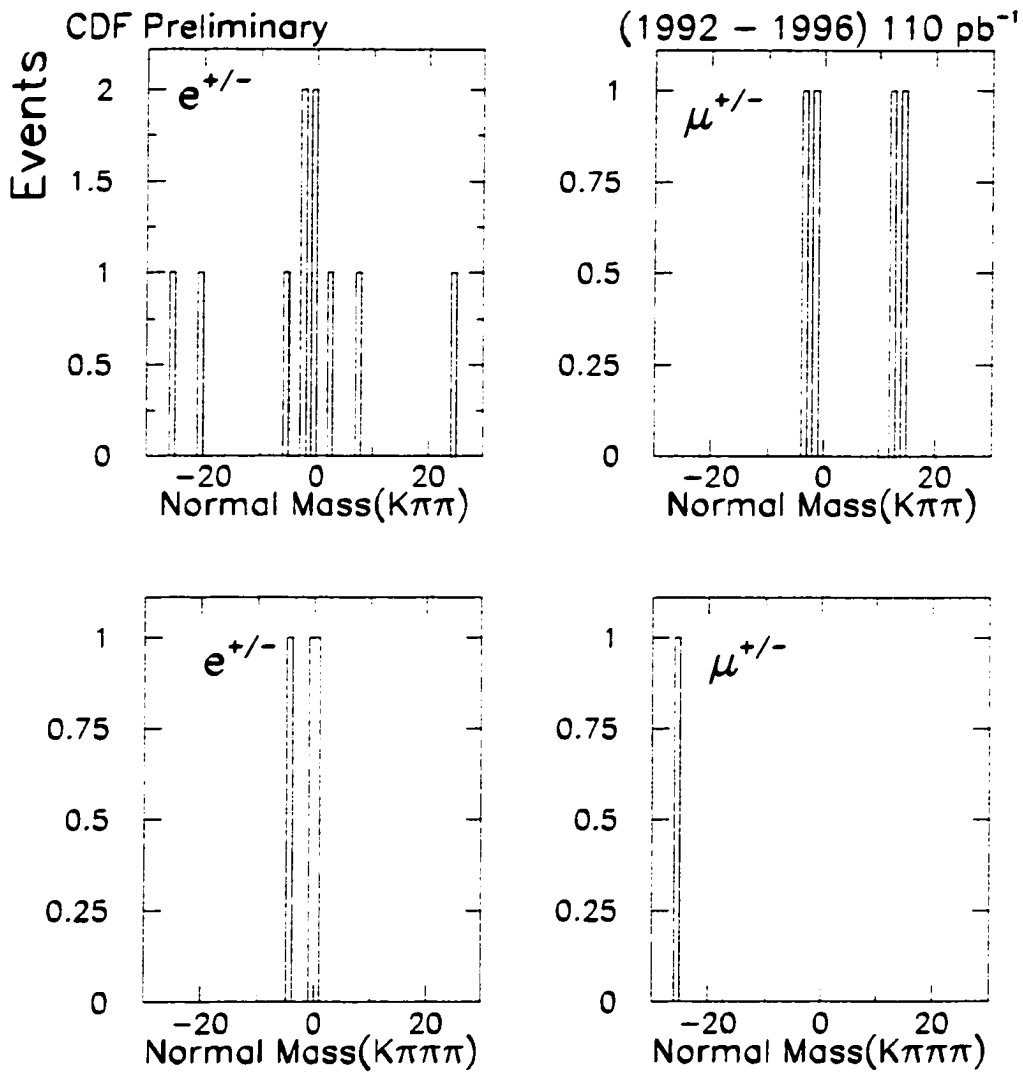 CDF Preliminary (1992 - 1996) 110 pb⁻¹
Events
e⁺/⁻
2
1.5
1
0.5
0
-20 0 20
Normal Mass(Kππ)
μ⁺/⁻
1
0.75
0.5
0.25
0
-20 0 20
Normal Mass(Kππ)
e⁺/⁻
1
0.75
0.5
0.25
0
-20 0 20
Normal Mass(Kπππ)
μ⁺/⁻
1
0.75
0.5
0.25
0
-20 0 20
Normal Mass(Kπππ)